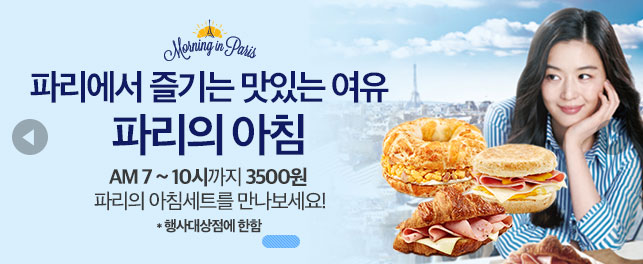 Morning in Paris
파리에서 즐기는 맛있는 여유
파리의 아침
AM 7 ~ 10시까지 3500원
파리의 아침세트를 만나보세요!
* 행사대상점에 한함